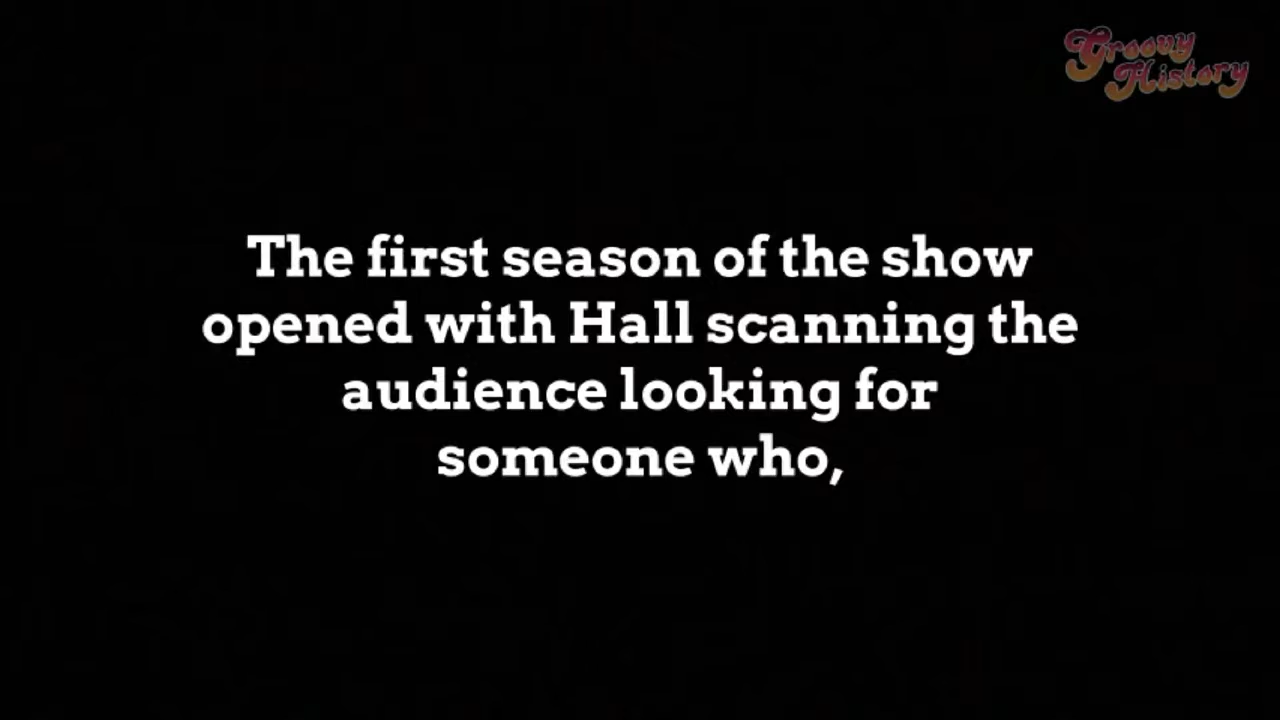 Groovy
History
The first season of the show
opened with Hall scanning the
audience looking for
someone who,